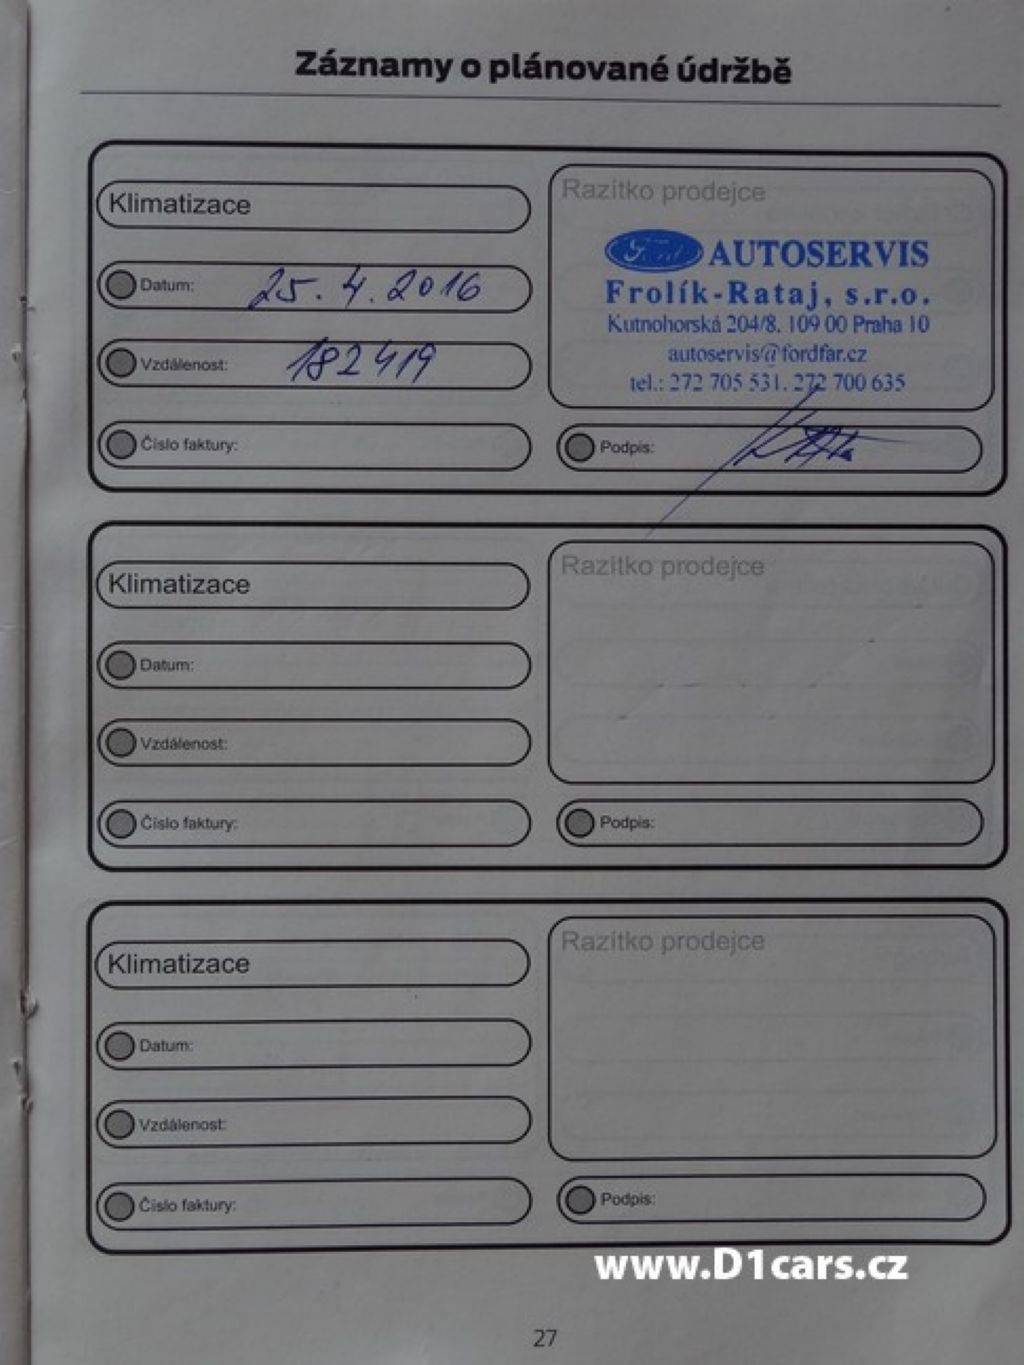 Záznamy o plánované údržbě
Klimatizace
Datum: 25.4.2016
Vzdálenost: 182419
Číslo faktury:
Razítko prodejce
Ford AUTOSERVIS
Frolík-Rataj, s.r.o.
Kutnohorská 204/8, 109 00 Praha 10
autoservis@fordfar.cz
tel.: 272 705 531, 272 700 635
Podpis:
Klimatizace
Datum:
Vzdálenost:
Číslo faktury:
Razítko prodejce
Podpis:
Klimatizace
Datum:
Vzdálenost:
Číslo faktury:
Razítko prodejce
Podpis:
www.D1cars.cz
27